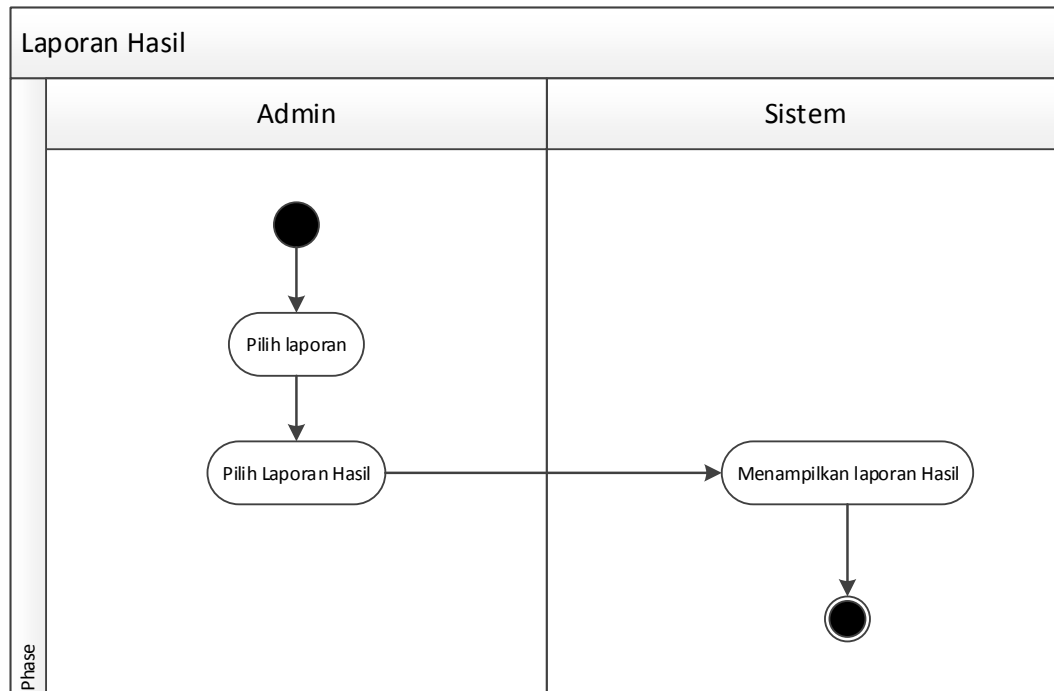 Laporan Hasil
Admin
Sistem
Pilih laporan
Pilih Laporan Hasil
Menampilkan laporan Hasil
Phase